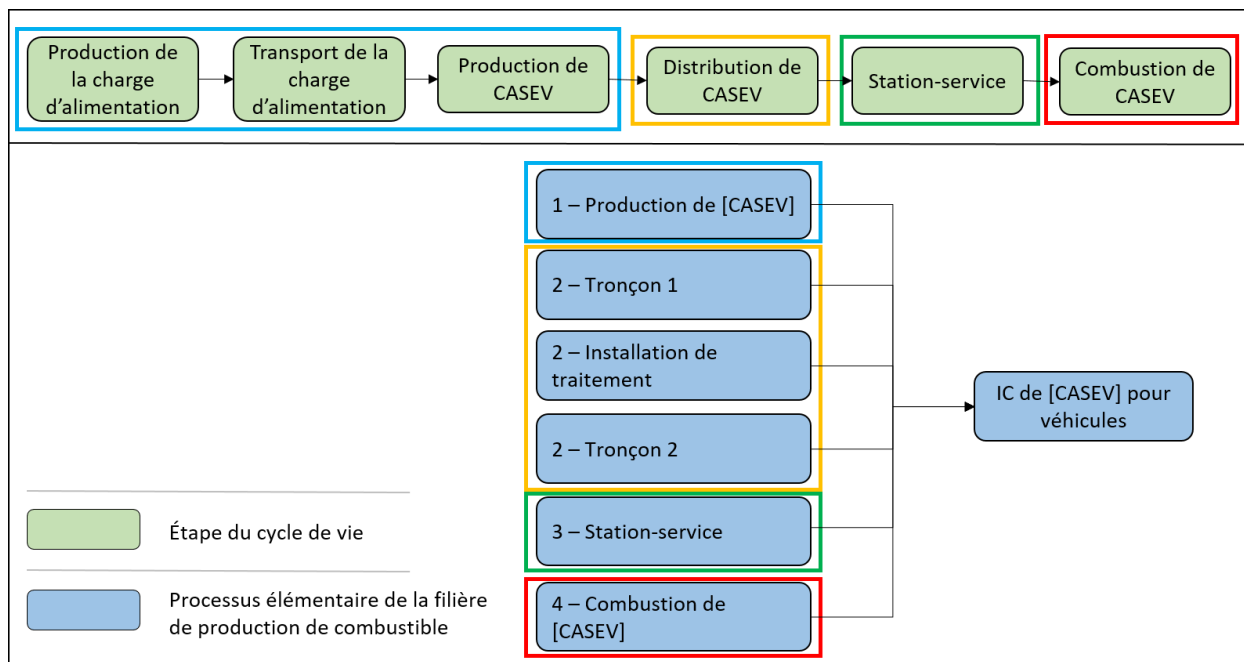 Production de
la charge
d’alimentation
Transport de la
charge
d’alimentation
Production de
CASEV
Distribution de
CASEV
Station-service
Combustion de
CASEV
1 – Production de [CASEV]
2 – Tronçon 1
2 – Installation de
traitement
2 – Tronçon 2
3 – Station-service
4 – Combustion de
[CASEV]
IC de [CASEV] pour
véhicules
Étape du cycle de vie
Processus élémentaire de la filière
de production de combustible